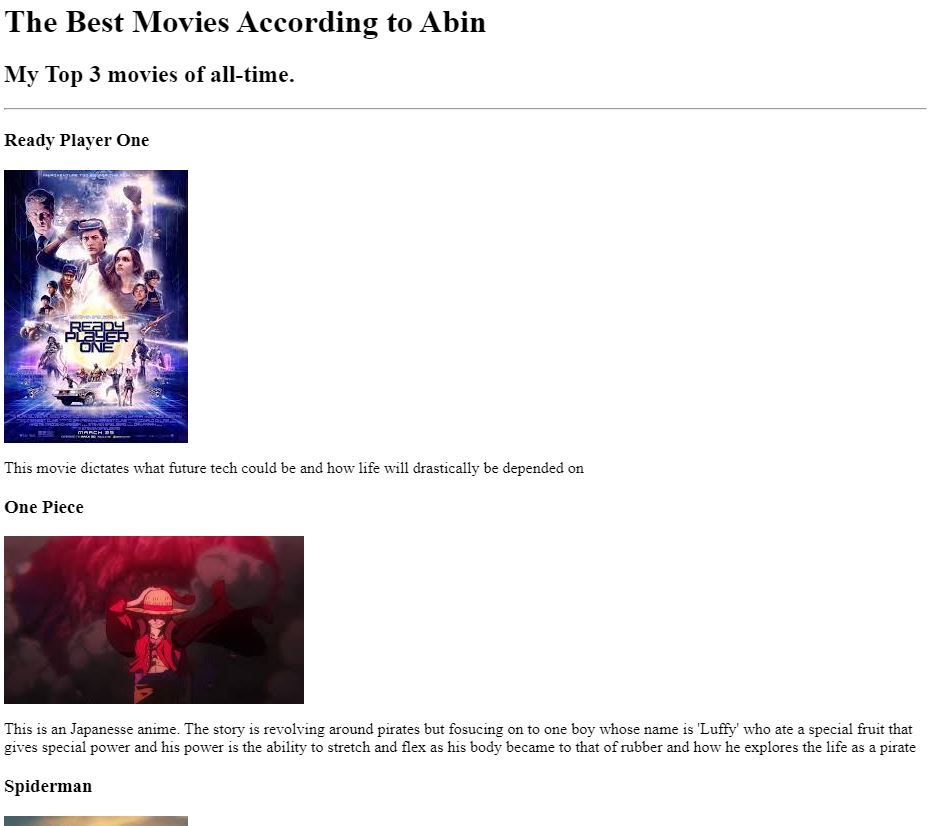 The Best Movies According to Abin
My Top 3 movies of all-time.
Ready Player One
READY
PLAYER
ONE
MARCH 29
This movie dictates what future tech could be and how life will drastically be depended on
One Piece
This is an Japanesse anime. The story is revolving around pirates but fosucing on to one boy whose name is 'Luffy' who ate a special fruit that
gives special power and his power is the ability to stretch and flex as his body became to that of rubber and how he explores the life as a pirate
Spiderman